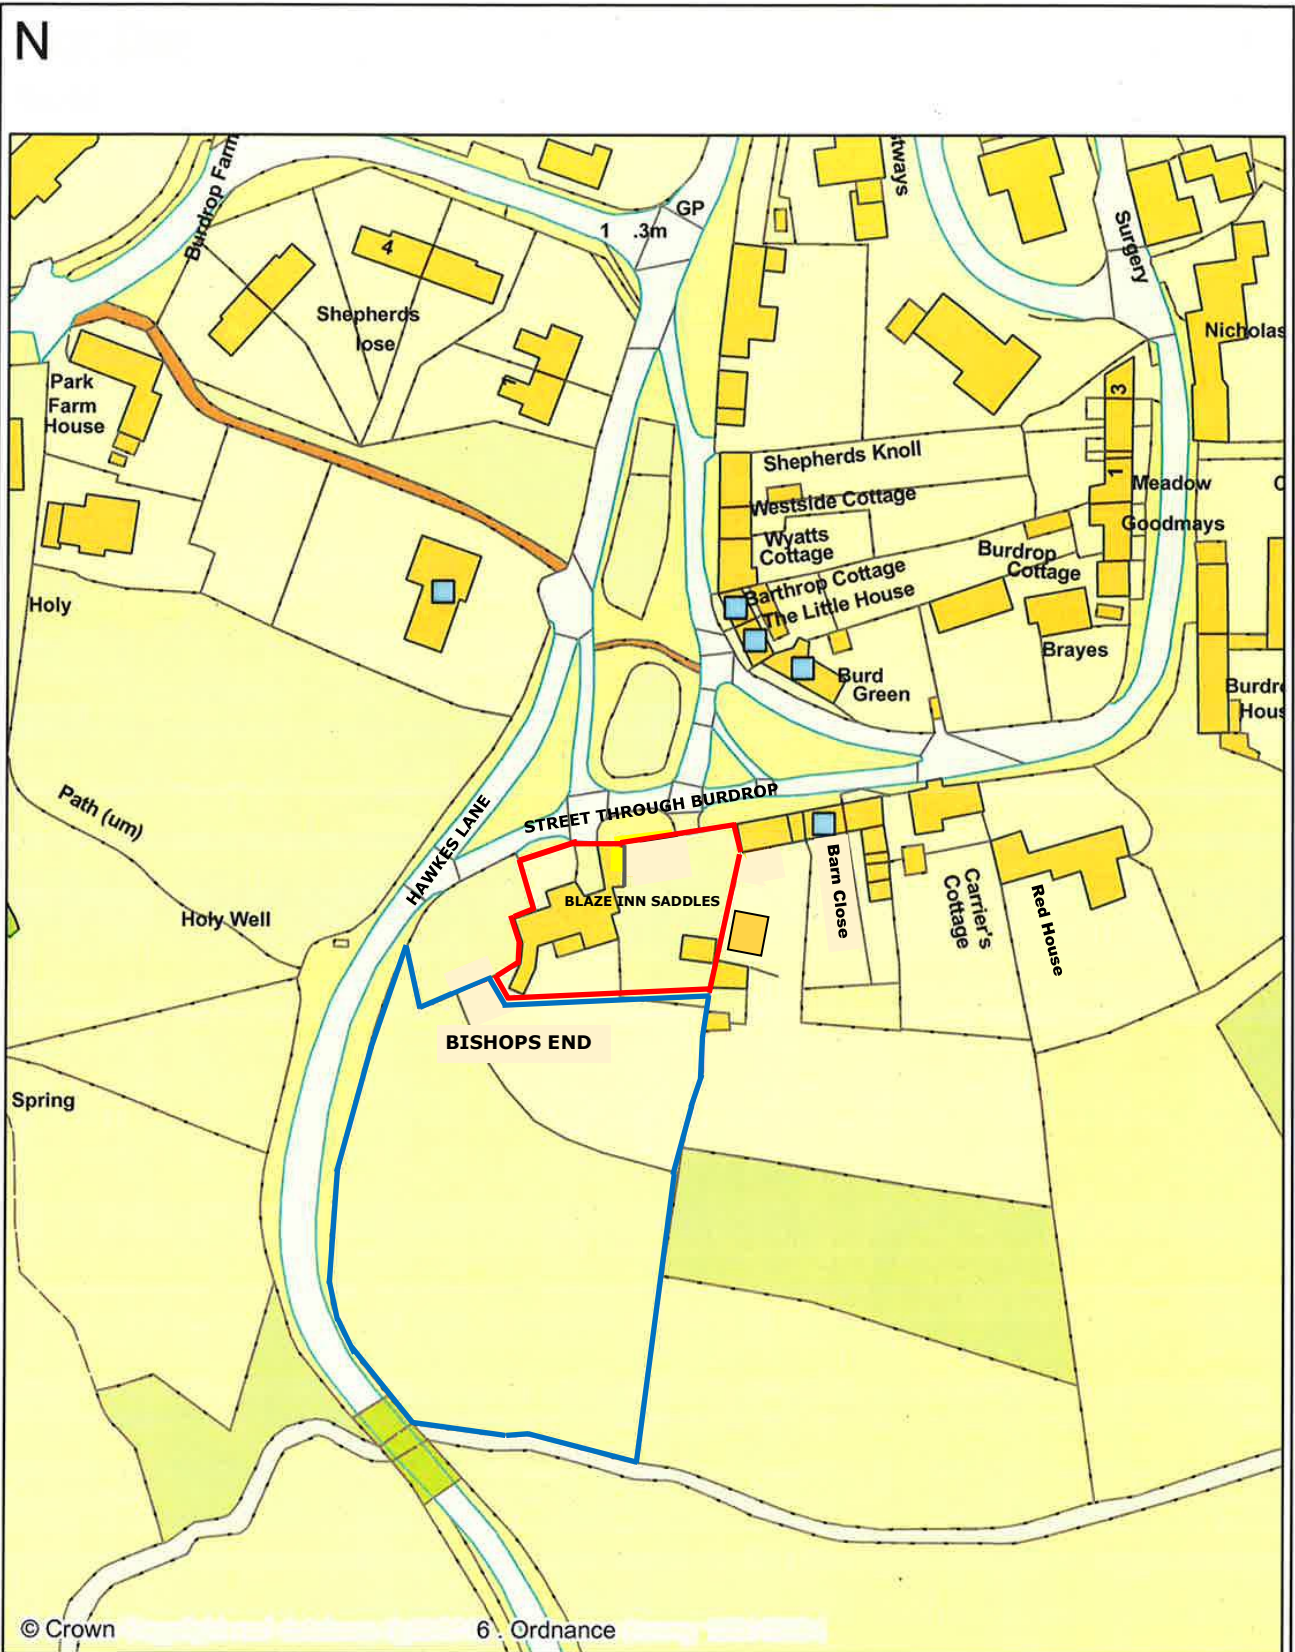 N
Burdrop Farm
GP
1 .3m
stways
Surgery
4
Shepherds
lose
Nicholas
Park
Farm
House
3
1
Shepherds Knoll
Westside Cottage
Wyatts
Cottage
Meadow
Goodmays
Burdrop
Cottage
Barthrop Cottage
The Little House
Holy
Brayes
Burd
Green
Burdro
Hous
Path (um)
HAWKES LANE
STREET THROUGH BURDROP
BLAZE INN SADDLES
Barn Close
Carrier's
Cottage
Red House
Holy Well
BISHOPS END
Spring
© Crown
6 . Ordnance